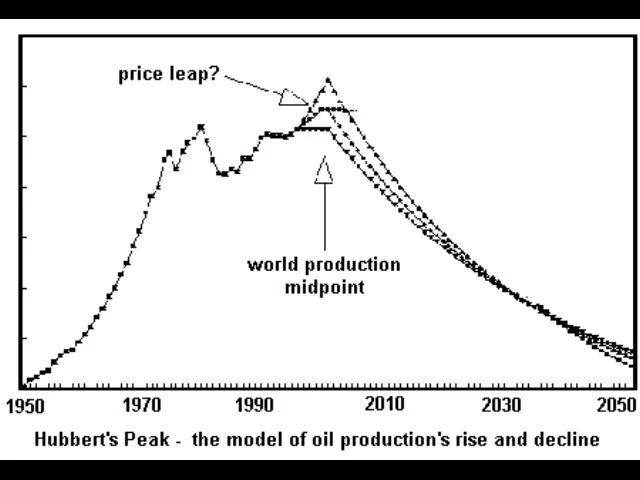 price leap?
world production
midpoint
1950 1970 1990 2010 2030 2050
Hubbert's Peak - the model of oil production's rise and decline